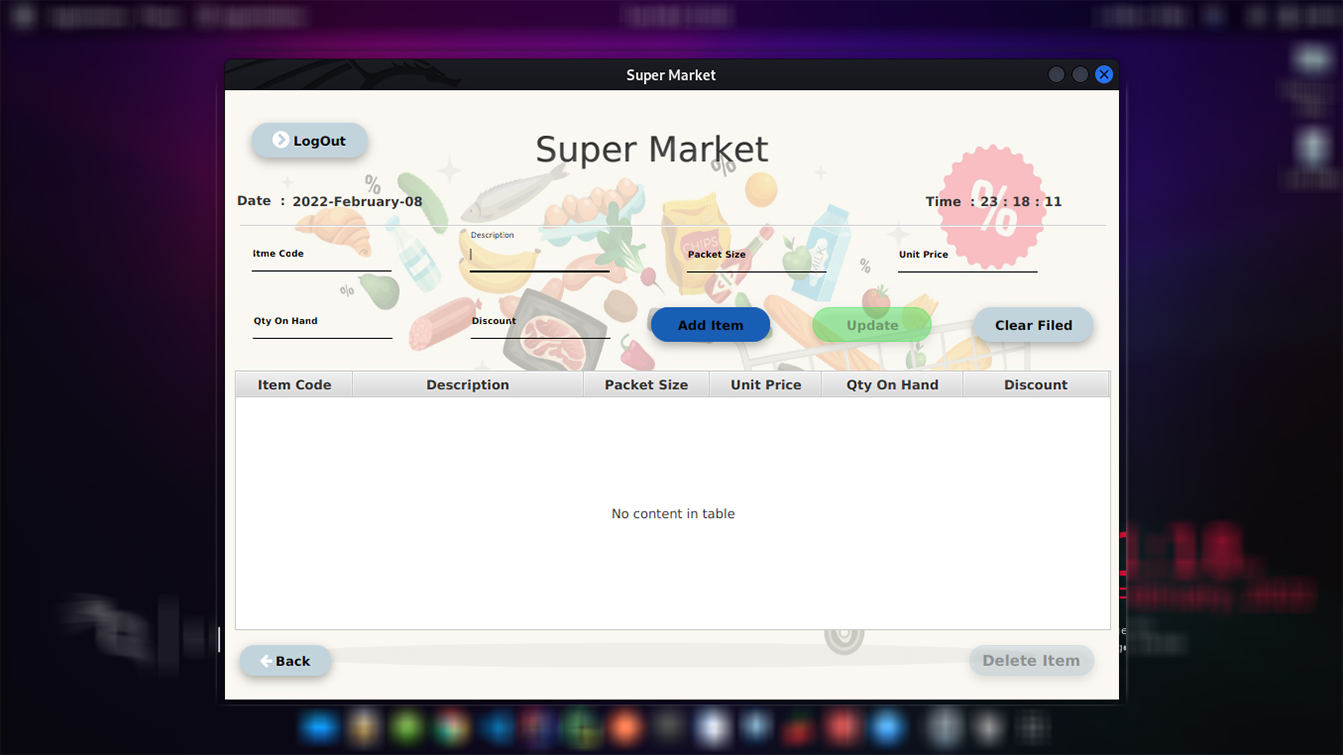 Super Market
LogOut
Super Market
Date : 2022-February-08
Time : 23 : 18 : 11
Description
Itme Code
Packet Size
Unit Price
Qty On Hand
Discount
Add Item
Update
Clear Filed
Item Code Description Packet Size Unit Price Qty On Hand Discount
No content in table
Back
Delete Item
%
%
%
%
%
CHIPS
MILK